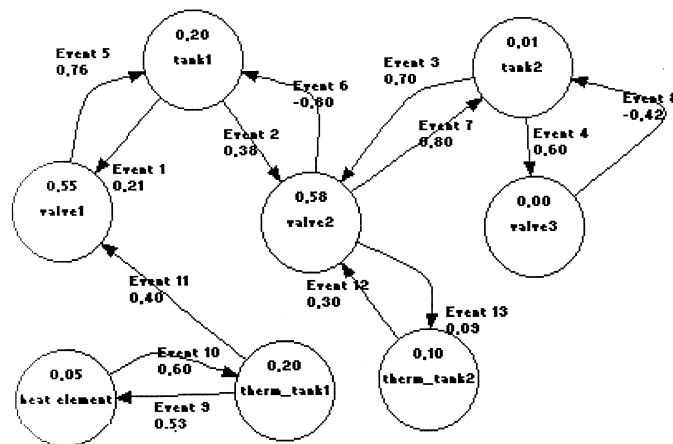 Event 5
0,76
0,20
tank1
Event 6
-0,80
Event 3
0,70
0,01
tank2
Event 8
-0,42
Event 2
0,38
Event 7
0,80
Event 4
0,60
Event 1
0,21
0,55
valve1
0,58
valve2
0,00
valve3
Event 11
0,40
Event 12
0,30
Event 13
0,09
Event 10
0,60
0,05
heat element
0,20
therm_tank1
0,10
therm_tank2
Event 9
0,53